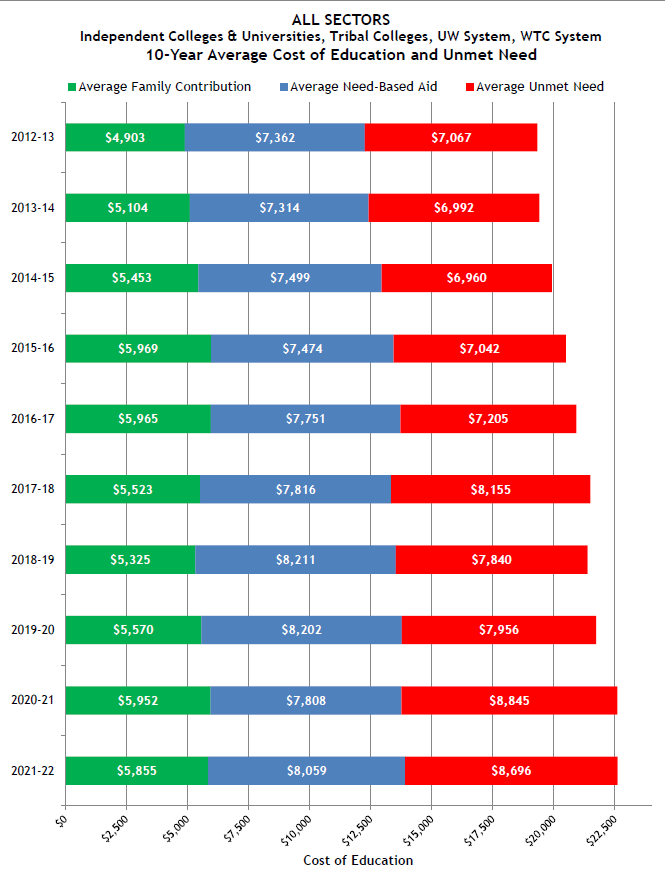 ALL SECTORS
Independent Colleges & Universities, Tribal Colleges, UW System, WTC System
10-Year Average Cost of Education and Unmet Need
Average Family Contribution Average Need-Based Aid Average Unmet Need
2012-13 $4,903 $7,362 $7,067
2013-14 $5,104 $7,314 $6,992
2014-15 $5,453 $7,499 $6,960
2015-16 $5,969 $7,474 $7,042
2016-17 $5,965 $7,751 $7,205
2017-18 $5,523 $7,816 $8,155
2018-19 $5,325 $8,211 $7,840
2019-20 $5,570 $8,202 $7,956
2020-21 $5,952 $7,808 $8,845
2021-22 $5,855 $8,059 $8,696
$0 $2,500 $5,000 $7,500 $10,000 $12,500 $15,000 $17,500 $20,000 $22,500
Cost of Education